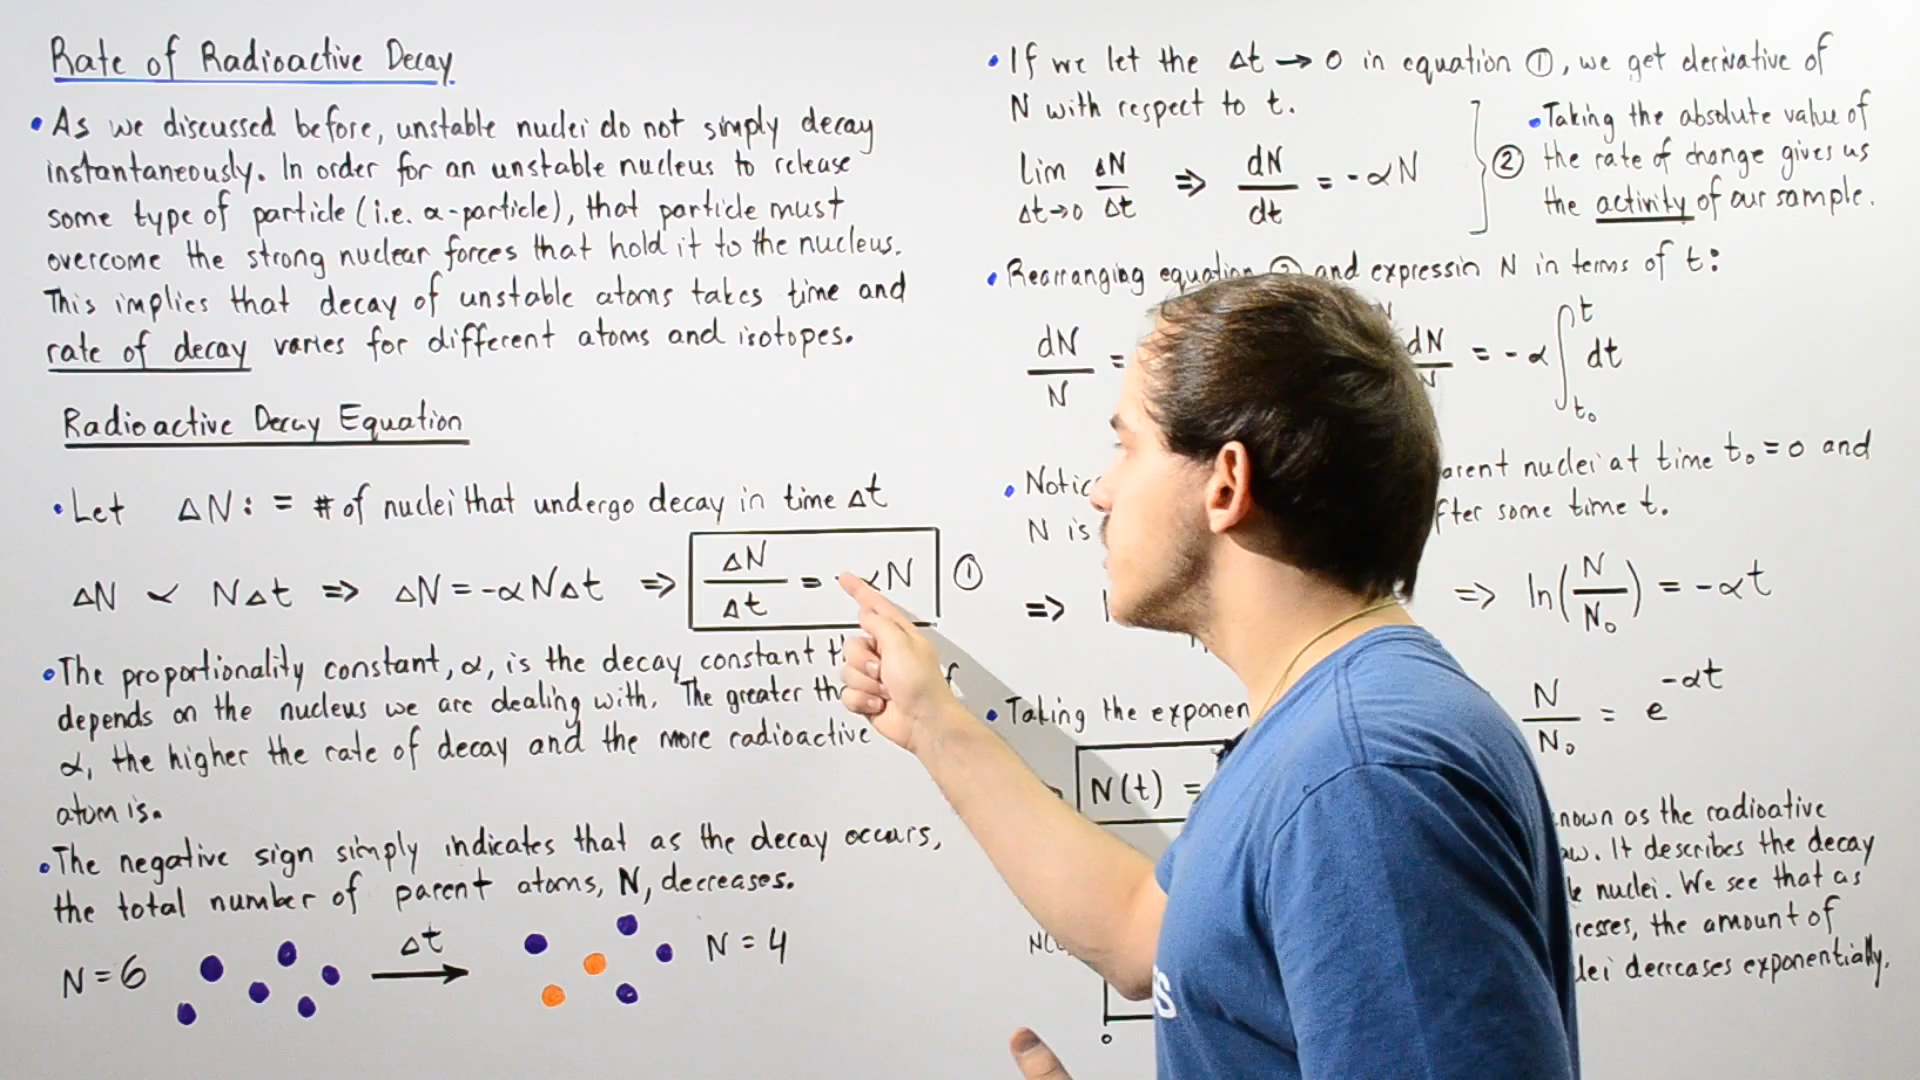 Rate of Radioactive Decay
• As we discussed before, unstable nuclei do not simply decay
instantaneously. In order for an unstable nucleus to release
some type of particle (i.e. α-particle), that particle must
overcome the strong nuclear forces that hold it to the nucleus.
This implies that decay of unstable atoms takes time and
rate of decay varies for different atoms and isotopes.
Radioactive Decay Equation
• Let ΔN: = # of nuclei that undergo decay in time Δt
ΔN ∝ NΔt => ΔN = -αNΔt => ΔN/Δt = -αN ①
• The proportionality constant, α, is the decay constant
depends on the nucleus we are dealing with. The greater the
α, the higher the rate of decay and the more radioactive
atom is.
• The negative sign simply indicates that as the decay occurs,
the total number of parent atoms, N, decreases.
N = 6 Δt N = 4
• If we let the Δt → 0 in equation ①, we get derivative of
N with respect to t.
lim Δt→0 ΔN/Δt => dN/dt = -αN
② • Taking the absolute value of
the rate of change gives us
the activity of our sample.
• Rearranging equation ② and expressin N in terms of t:
dN/N = dN/N = -α ∫ t t₀ dt
• Notic arent nuclei at time t₀ = 0 and
N is fter some time t.
=> l => ln(N/N₀) = -αt
• Taking the exponen N/N₀ = e^-αt
N(t) =
nown as the radioative
aw. It describes the decay
le nuclei. We see that as
reases, the amount of
lei decreases exponentially.
N(
0